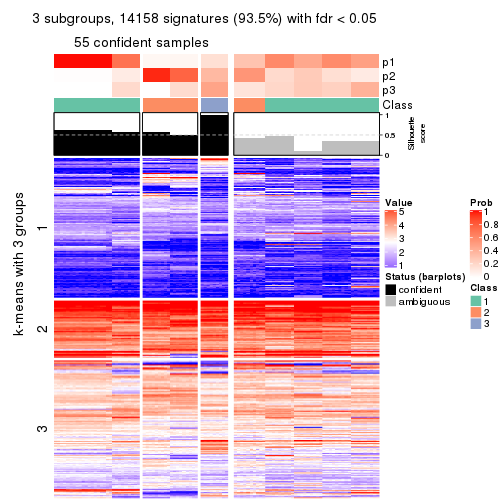 3 subgroups, 14158 signatures (93.5%) with fdr < 0.05
55 confident samples
p1
p2
p3
Class
1
0.5
0
Silhouette
score
k-means with 3 groups
1
2
3
Value
5
4
3
2
1
Status (barplots)
confident
ambiguous
Prob
1
0.8
0.6
0.4
0.2
0
Class
1
2
3